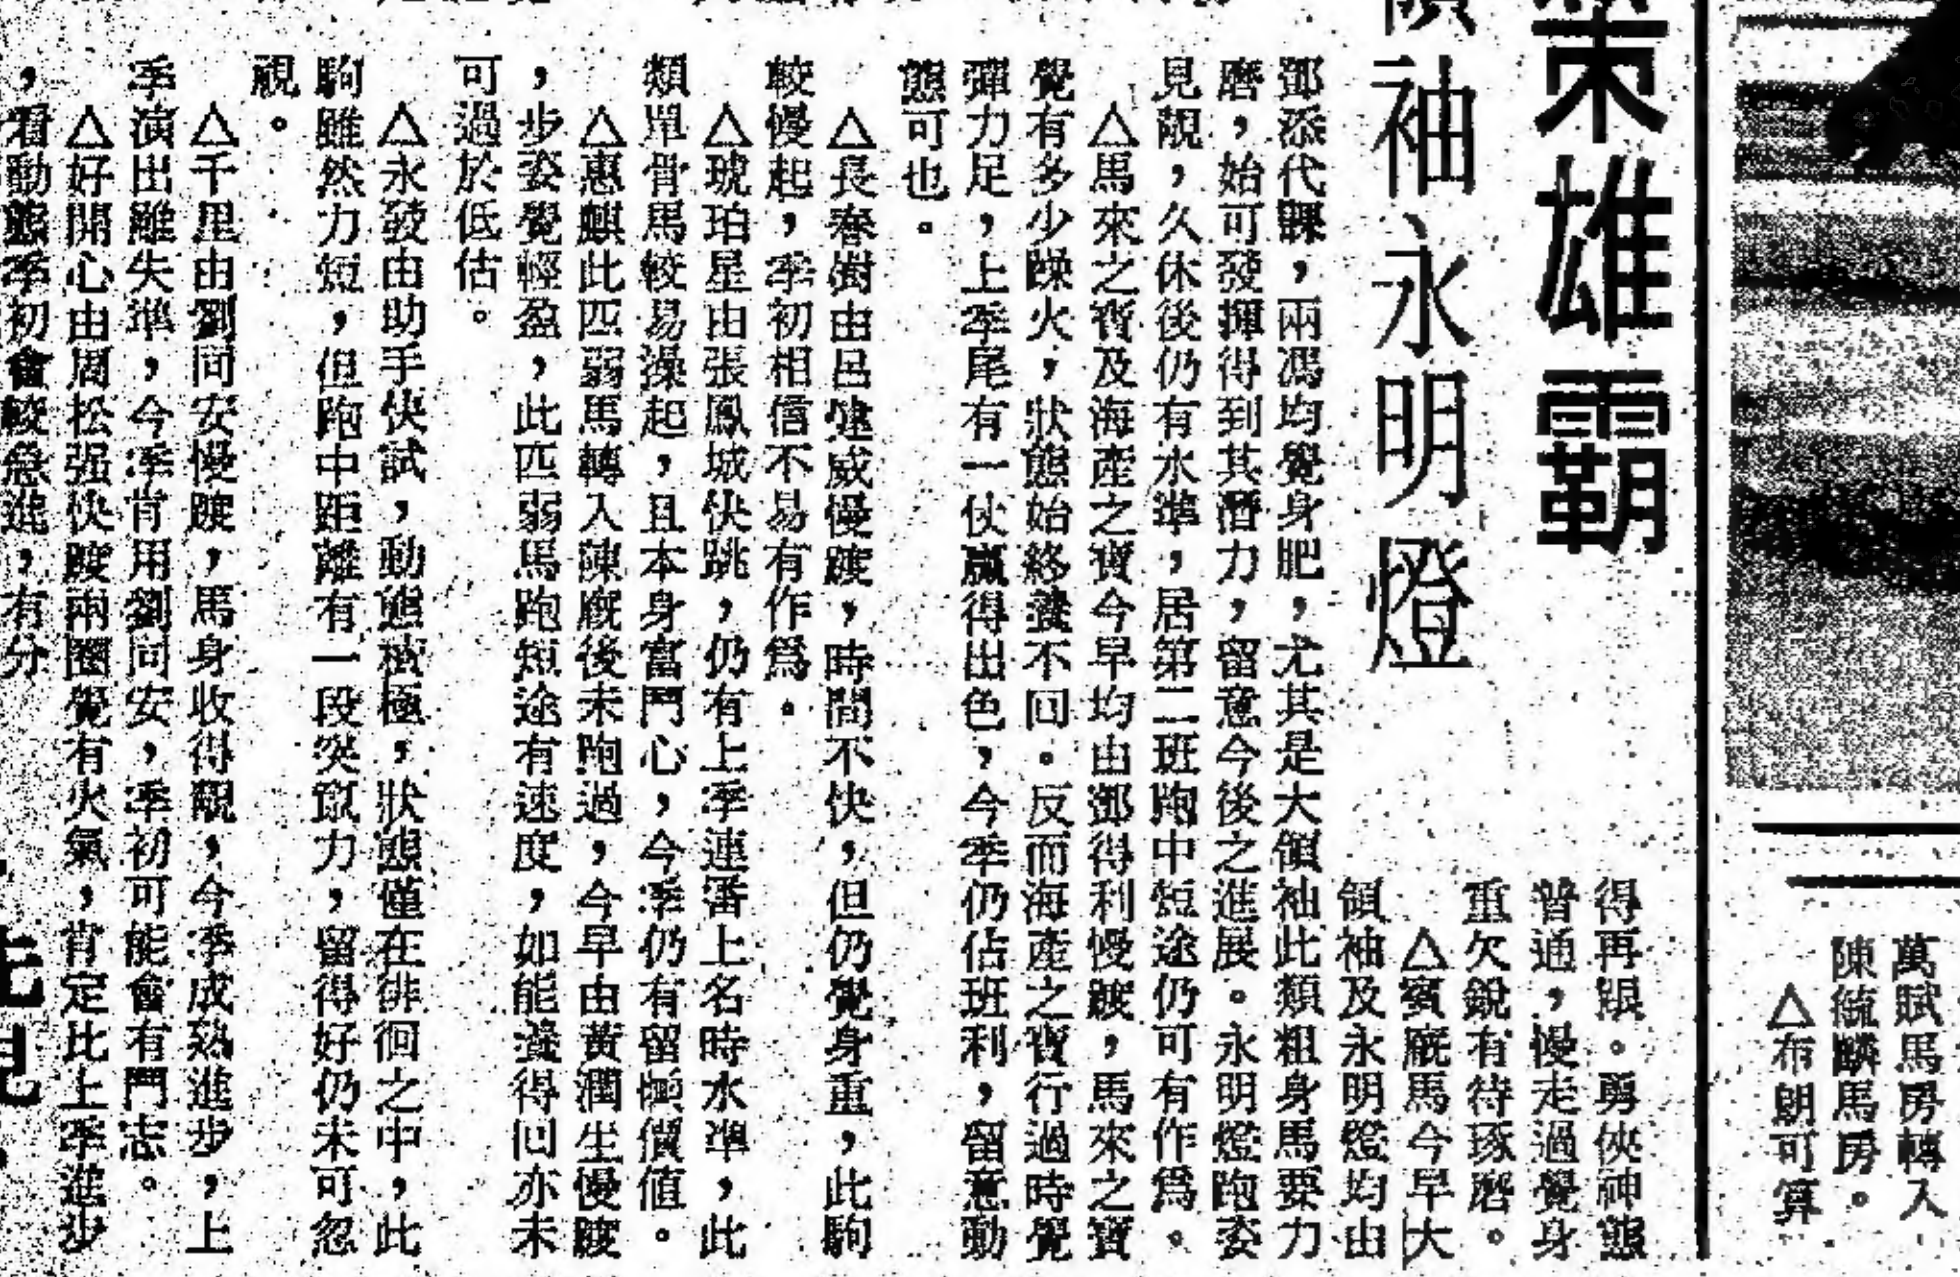 雄霸
袖永明燈
萬賦馬房轉入
陳毓麟馬房。
△布朗可算
得再跟。勇俠神態
普通,慢走過覺身
重欠銳有待琢磨。
△賓廐馬今早大
領袖及永明燈均由
鄧添代踝,兩馮均覺身肥,尤其是大領袖此類粗身馬要力
磨,始可發揮得到其潛力,留意今後之進展。永明燈跑姿
見靚,久休後仍有水準,居第二班跑中短途仍可有作爲。
△馬來之寶及海產之寶今早均由鄧得利慢踱,馬來之寶
覺有多少躁火,狀態始終養不回。反而海產之寶行過時覺
彈力足,上季尾有一仗贏得出色,今季仍佔班利,留意動
態可也。
△長春樹由呂健威慢踱,時間不快,但仍覺身重,此駒
較慢起,季初相信不易有作爲。
△琥珀星由張鳳城快跳,仍有上季連番上名時水準,此
類單骨馬較易操起,且本身富鬥心,今季仍有留極價值。
△惠麒此匹弱馬轉入陳廐後未跑過,今早由黃潤生慢踱
,步姿覺輕盈,此匹弱馬跑短途有速度,如能養得回亦未
可過於低估。
△永發由助手快試,動態積極,狀態僅在徘徊之中,此
駒雖然力短,但跑中距離有一段突窺力,留得好仍未可忽
視。
△千里由劉同安慢踱,馬身收得靚,今季成熟進步,上
季演出雖失準,今季肯用劉同安,季初可能會有鬥志。
△好開心由周松强快踱兩圈覺有火氣,肯定比上季進步
,看動態季初會較急進,有分